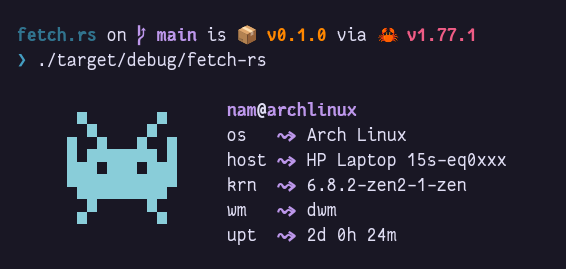 fetch.rs on main is 📦 v0.1.0 via 🦀 v1.77.1
❯ ./target/debug/fetch-rs
nam@archlinux
os ↝ Arch Linux
host ↝ HP Laptop 15s-eq0xxx
krn ↝ 6.8.2-zen2-1-zen
wm ↝ dwm
upt ↝ 2d 0h 24m